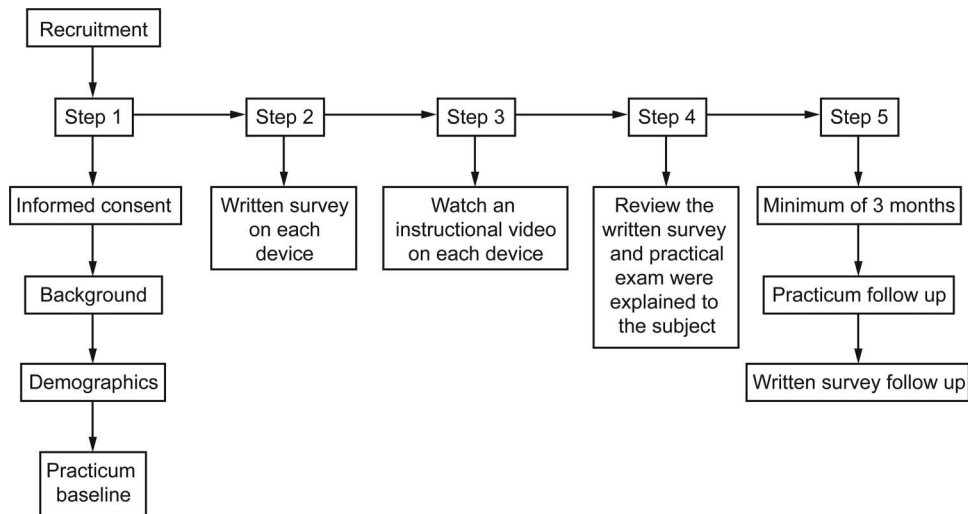 Recruitment
Step 1
Step 2
Step 3
Step 4
Step 5
Informed consent
Background
Demographics
Practicum
baseline
Written survey
on each
device
Watch an
instructional video
on each device
Review the
written survey
and practical
exam were
explained to
the subject
Minimum of 3 months
Practicum follow up
Written survey follow up